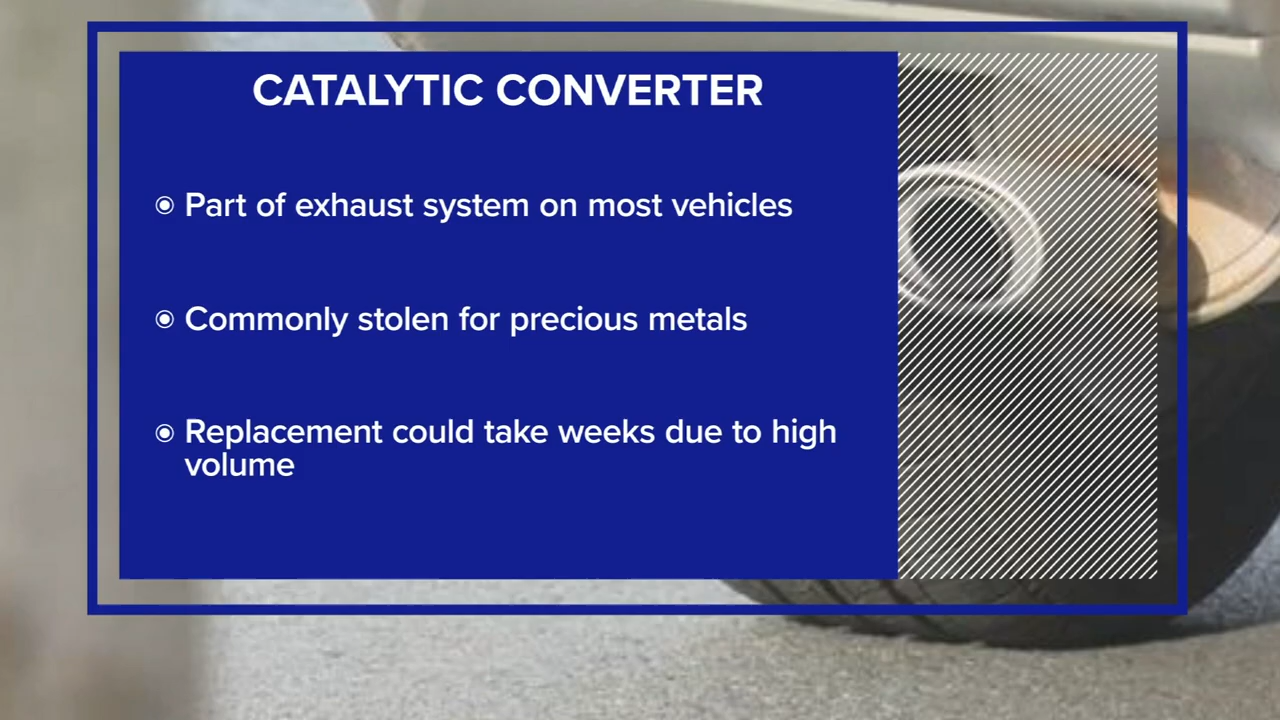 CATALYTIC CONVERTER
Part of exhaust system on most vehicles
Commonly stolen for precious metals
Replacement could take weeks due to high
volume